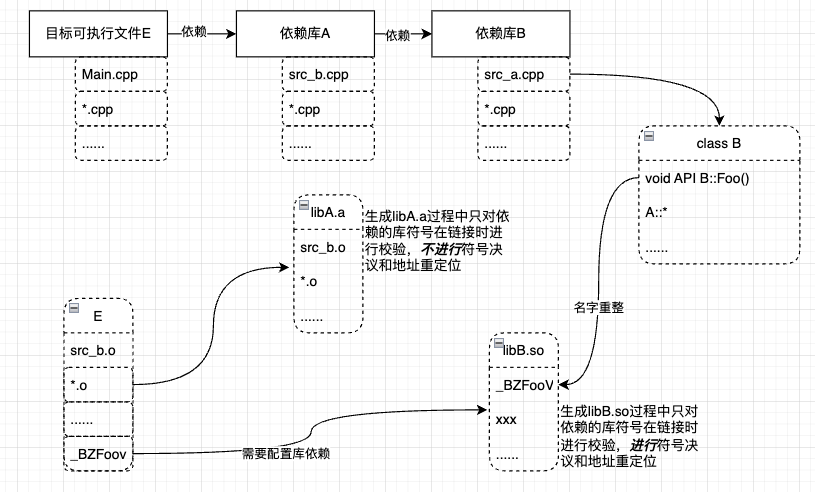 目标可执行文件E
依赖
依赖库A
依赖
依赖库B
Main.cpp
*.cpp
......
src_b.cpp
*.cpp
......
src_a.cpp
*.cpp
......
class B
void API B::Foo()
A::*
......
libA.a
src_b.o
*.o
......
生成libA.a过程中只对依
赖的库符号在链接时进
行校验，不进行符号决
议和地址重定位
名字重整
E
src_b.o
*.o
......
_BZFoov
需要配置库依赖
libB.so
_BZFooV
xxx
......
生成libB.so过程中只对
依赖的库符号在链接时
进行校验，进行符号决
议和地址重定位